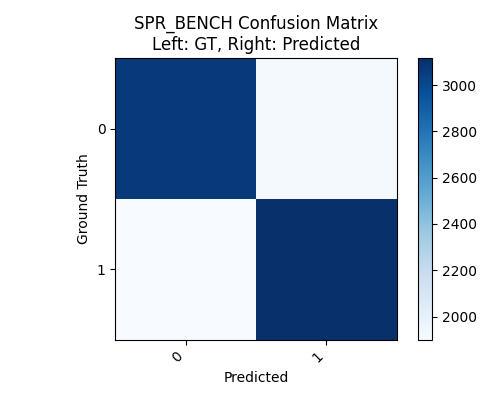 SPR_BENCH Confusion Matrix
Left: GT, Right: Predicted
Ground Truth
0
1
0
1
Predicted
3000
2800
2600
2400
2200
2000